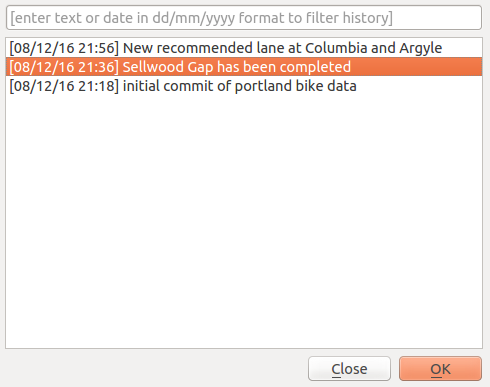 [enter text or date in dd/mm/yyyy format to filter history]
[08/12/16 21:56] New recommended lane at Columbia and Argyle
[08/12/16 21:36] Sellwood Gap has been completed
[08/12/16 21:18] initial commit of portland bike data
Close
OK